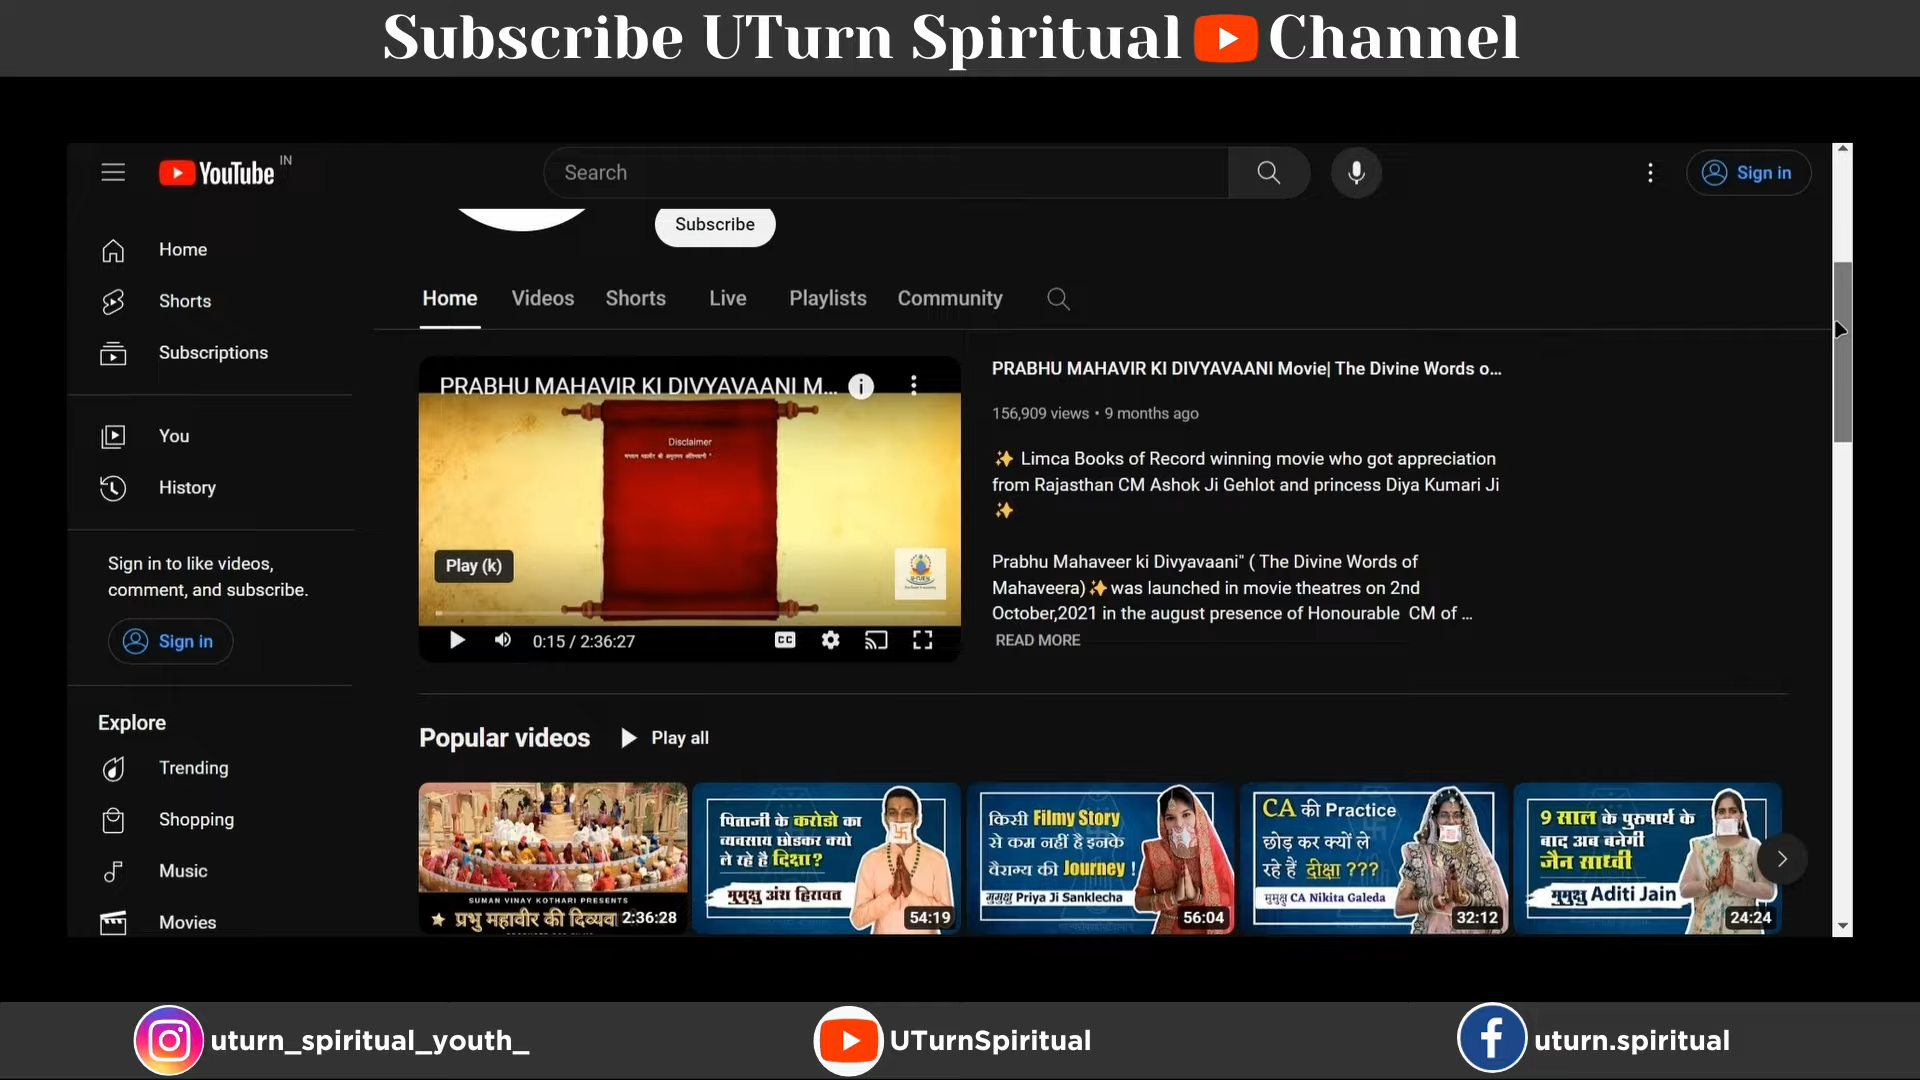 Subscribe UTurn Spiritual Channel
YouTube IN
Search
Sign in
Subscribe
Home
Shorts
Subscriptions
You
History
Sign in to like videos,
comment, and subscribe.
Sign in
Explore
Trending
Shopping
Music
Movies
Home Videos Shorts Live Playlists Community
PRABHU MAHAVIR KI DIVYAVAANI M...
Disclaimer
Play (k)
0:15 / 2:36:27
CC
PRABHU MAHAVIR KI DIVYAVAANI Movie| The Divine Words o...
156,909 views • 9 months ago
✨ Limca Books of Record winning movie who got appreciation
from Rajasthan CM Ashok Ji Gehlot and princess Diya Kumari Ji
✨
Prabhu Mahaveer ki Divyavaani" ( The Divine Words of
Mahaveera)✨was launched in movie theatres on 2nd
October,2021 in the august presence of Honourable CM of ...
READ MORE
Popular videos Play all
SUMAN VINAY KOTHARI PRESENTS
प्रभु महावीर की दिव्यवा
2:36:28
पिताजी के करोडो का
व्यवसाय छोडकर क्यो
ले रहे है दिक्षा?
मुमुक्षु अंश हिरावत
54:19
किसी Filmy Story
से कम नहीं है इनके
वैराग्य की Journey !
मुमुक्षु Priya Ji Sanklecha
56:04
CA की Practice
छोड़ कर क्यों ले
रहे हैं दीक्षा ???
मुमुक्षु CA Nikita Galeda
32:12
9 साल के पुरुषार्थ के
बाद अब बनेगी
जैन साध्वी
मुमुक्षु Aditi Jain
24:24
uturn_spiritual_youth_
UTurnSpiritual
uturn.spiritual